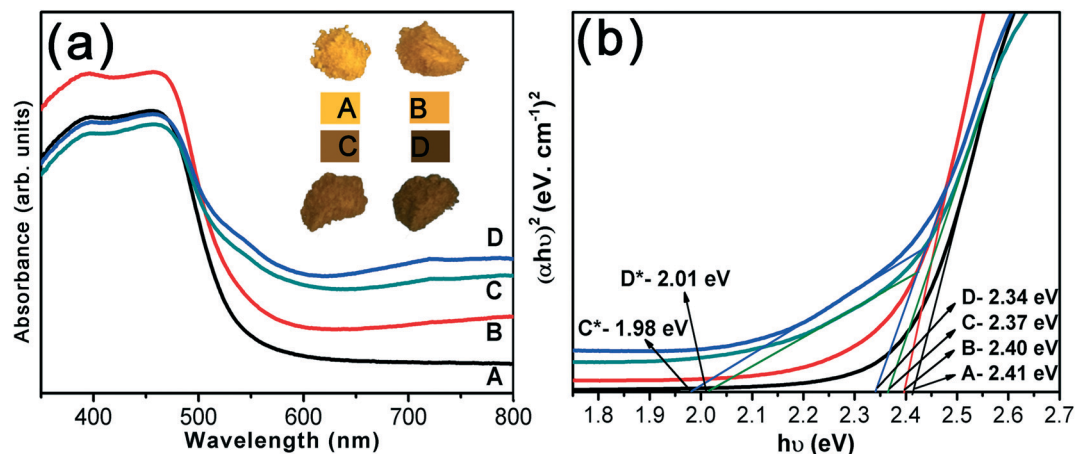 (a)
A
B
C
D
D
C
B
A
Absorbance (arb. units)
400
500
600
700
800
Wavelength (nm)
(b)
(αhυ)² (eV. cm⁻¹)²
D*- 2.01 eV
C*- 1.98 eV
D- 2.34 eV
C- 2.37 eV
B- 2.40 eV
A- 2.41 eV
1.8
1.9
2.0
2.1
2.2
2.3
2.4
2.5
2.6
2.7
hυ (eV)